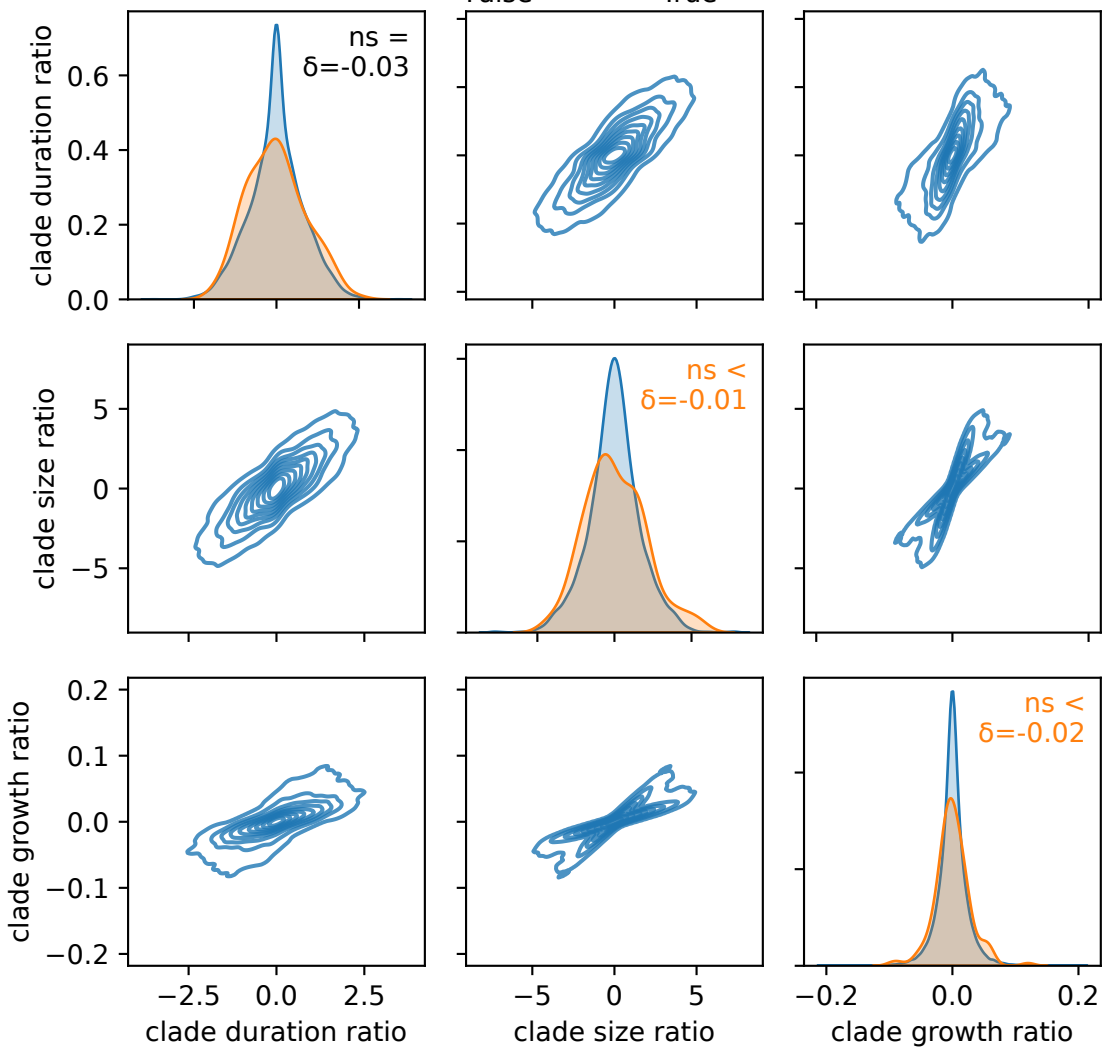 clade duration ratio
0.6
0.4
0.2
0.0
ns =
δ=-0.03
True
clade size ratio
5
0
−5
ns <
δ=-0.01
clade growth ratio
0.2
0.1
0.0
−0.1
−0.2
ns <
δ=-0.02
−2.5 0.0 2.5
−5 0 5
−0.2 0.0 0.2
clade duration ratio
clade size ratio
clade growth ratio